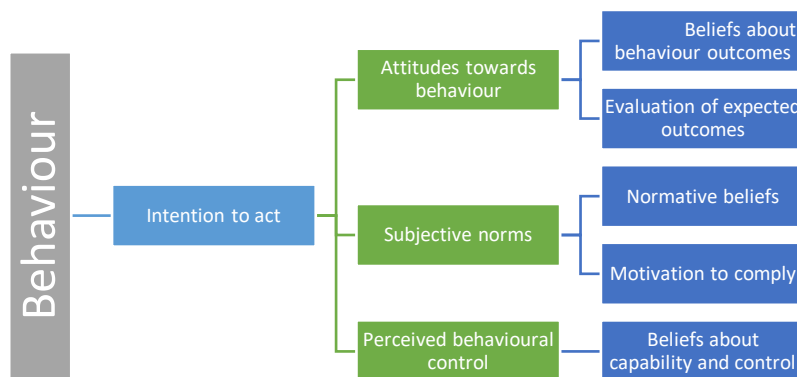 Behaviour
Intention to act
Attitudes towards
behaviour
Beliefs about
behaviour outcomes
Evaluation of expected
outcomes
Subjective norms
Normative beliefs
Motivation to comply
Perceived behavioural
control
Beliefs about
capability and control